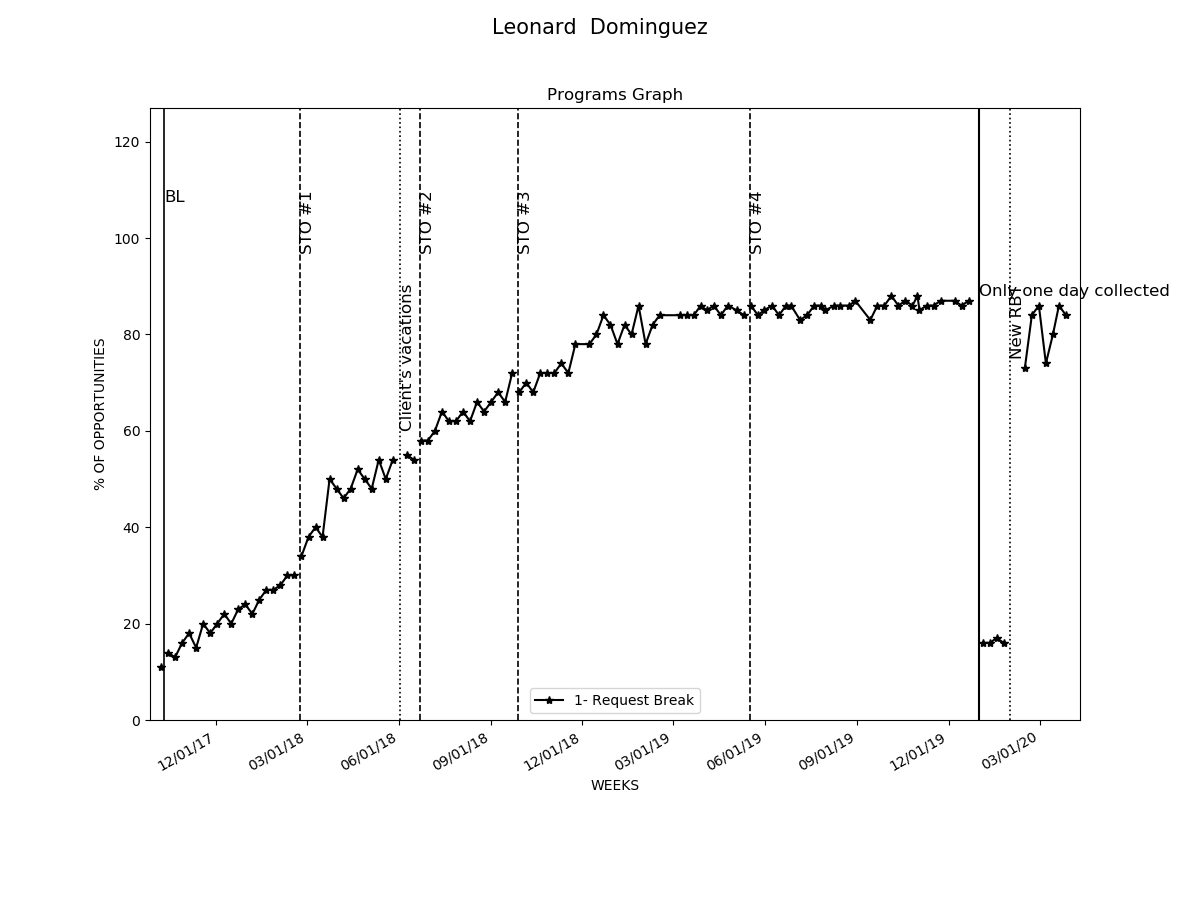 Leonard  Dominguez
Programs Graph
BL
STO #1
Client's vacations
STO #2
STO #3
STO #4
Only one day collected
New RBT
% OF OPPORTUNITIES
120
100
80
60
40
20
0
1- Request Break
12/01/17
03/01/18
06/01/18
09/01/18
12/01/18
03/01/19
06/01/19
09/01/19
12/01/19
03/01/20
WEEKS